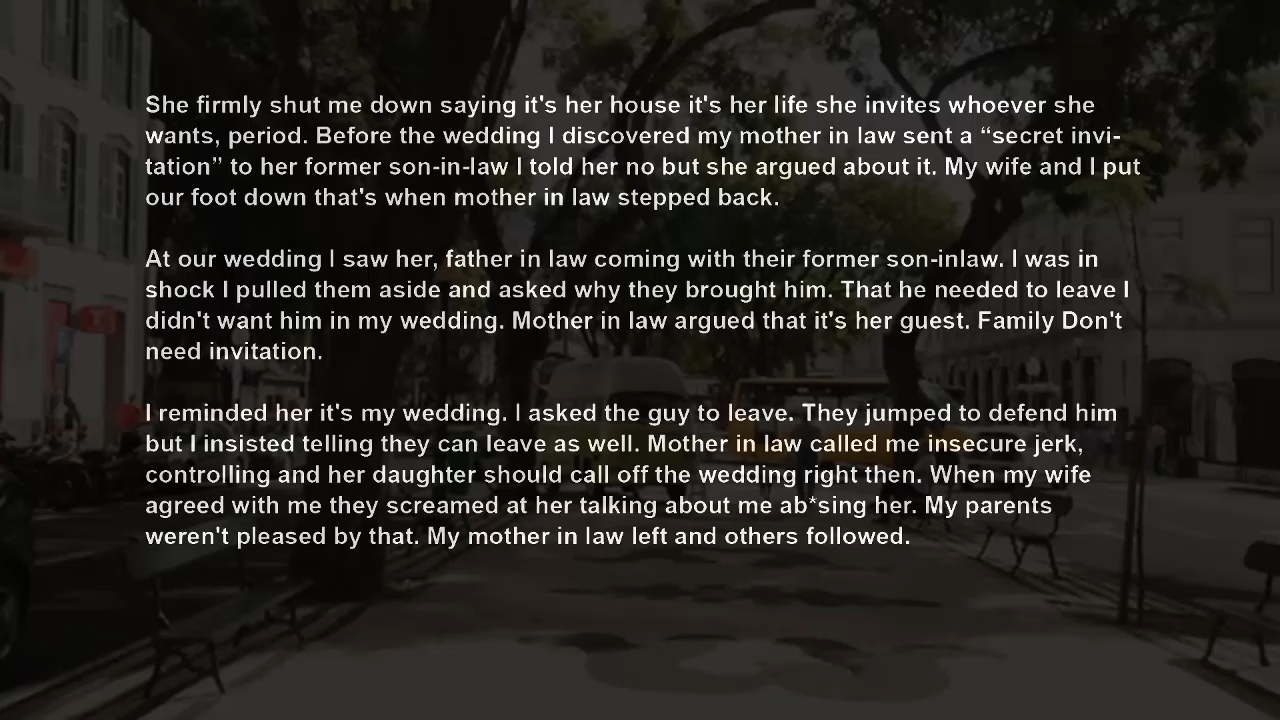 She firmly shut me down saying it's her house it's her life she invites whoever she
wants, period. Before the wedding I discovered my mother in law sent a “secret invi-
tation” to her former son-in-law I told her no but she argued about it. My wife and I put
our foot down that's when mother in law stepped back.
At our wedding I saw her, father in law coming with their former son-inlaw. I was in
shock I pulled them aside and asked why they brought him. That he needed to leave I
didn't want him in my wedding. Mother in law argued that it's her guest. Family Don't
need invitation.
I reminded her it's my wedding. I asked the guy to leave. They jumped to defend him
but I insisted telling they can leave as well. Mother in law called me insecure jerk,
controlling and her daughter should call off the wedding right then. When my wife
agreed with me they screamed at her talking about me ab*sing her. My parents
weren't pleased by that. My mother in law left and others followed.